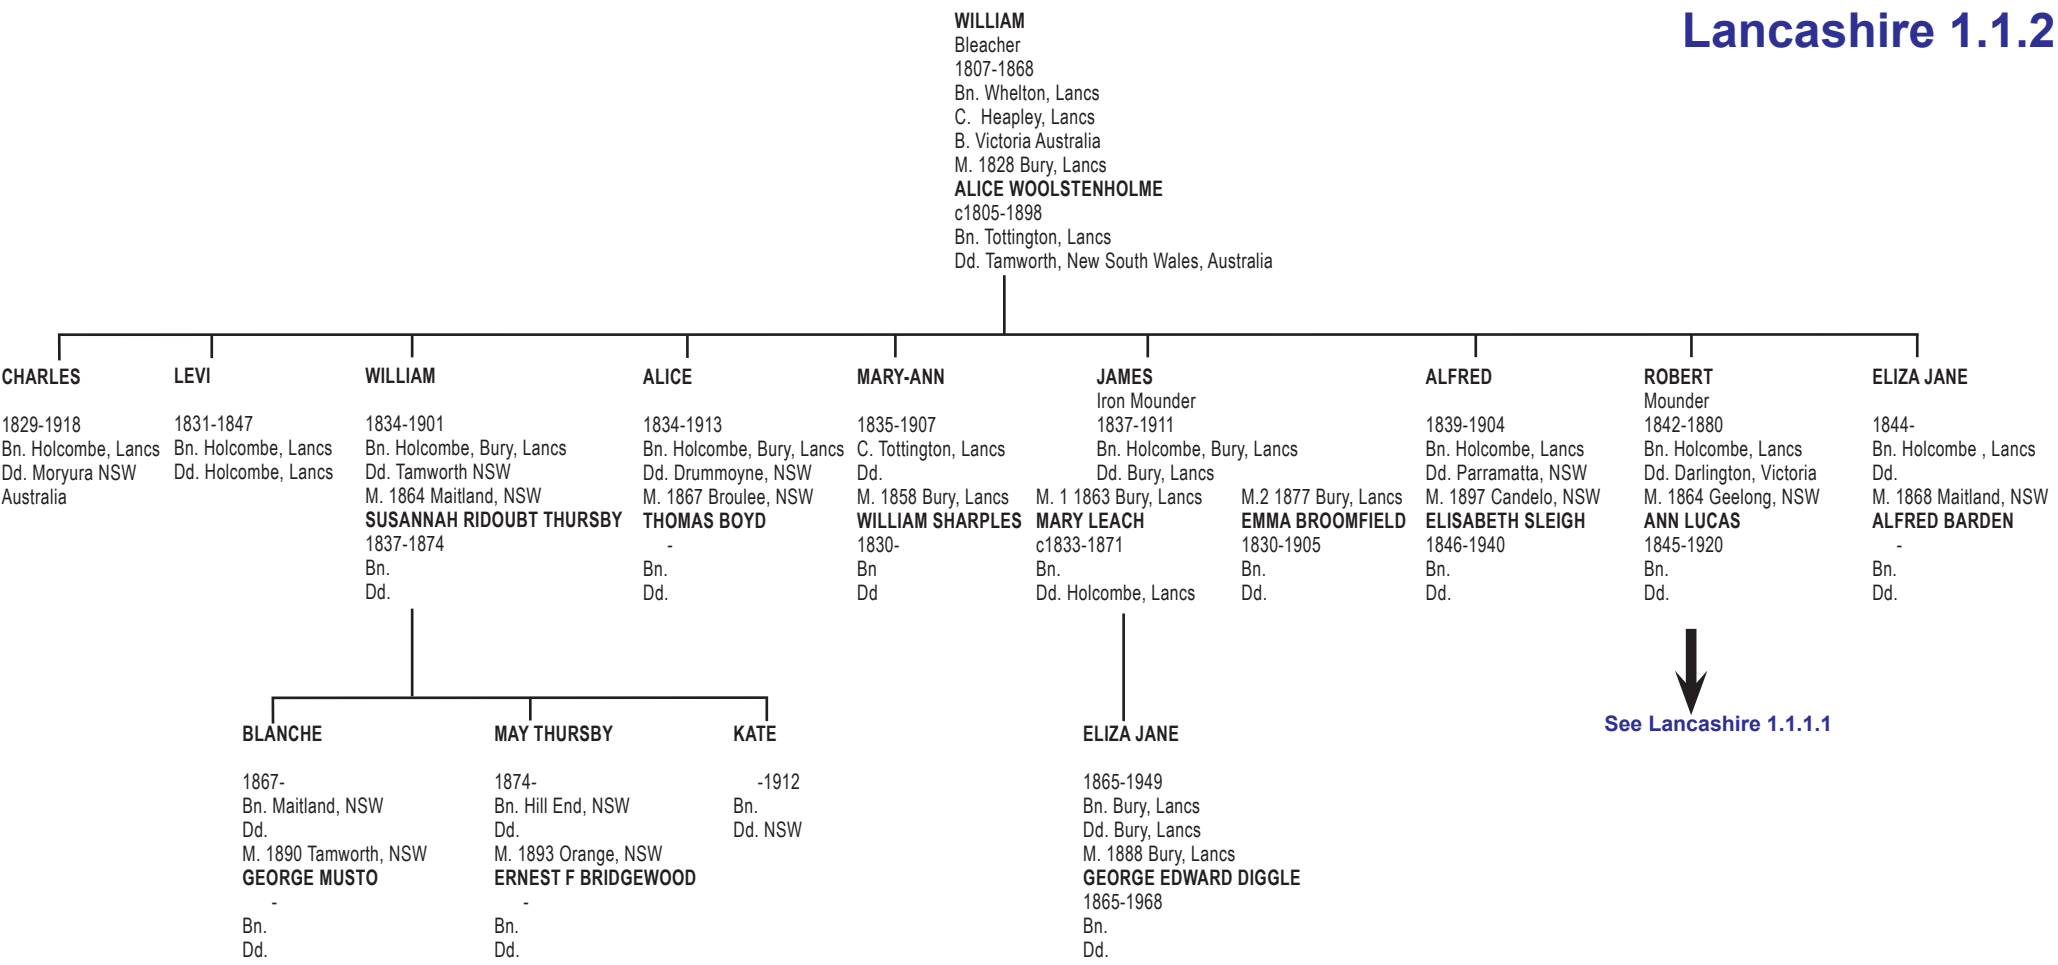 Lancashire 1.1.2
WILLIAM
Bleacher
1807-1868
Bn. Whelton, Lancs
C.  Heapley, Lancs
B. Victoria Australia
M. 1828 Bury, Lancs
ALICE WOOLSTENHOLME
c1805-1898
Bn. Tottington, Lancs
Dd. Tamworth, New South Wales, Australia
CHARLES
1829-1918
Bn. Holcombe, Lancs
Dd. Moryura NSW
Australia
LEVI
1831-1847
Bn. Holcombe, Lancs
Dd. Holcombe, Lancs
WILLIAM
1834-1901
Bn. Holcombe, Bury, Lancs
Dd. Tamworth NSW
M. 1864 Maitland, NSW
SUSANNAH RIDOUBT THURSBY
1837-1874
Bn.
Dd.
ALICE
1834-1913
Bn. Holcombe, Bury, Lancs
Dd. Drummoyne, NSW
M. 1867 Broulee, NSW
THOMAS BOYD
-
Bn.
Dd.
MARY-ANN
1835-1907
C. Tottington, Lancs
Dd.
M. 1858 Bury, Lancs
WILLIAM SHARPLES
1830-
Bn
Dd
JAMES
Iron Mounder
1837-1911
Bn. Holcombe, Bury, Lancs
Dd. Bury, Lancs
M. 1 1863 Bury, Lancs
MARY LEACH
c1833-1871
Bn.
Dd. Holcombe, Lancs
M.2 1877 Bury, Lancs
EMMA BROOMFIELD
1830-1905
Bn.
Dd.
ALFRED
1839-1904
Bn. Holcombe, Lancs
Dd. Parramatta, NSW
M. 1897 Candelo, NSW
ELISABETH SLEIGH
1846-1940
Bn.
Dd.
ROBERT
Mounder
1842-1880
Bn. Holcombe, Lancs
Dd. Darlington, Victoria
M. 1864 Geelong, NSW
ANN LUCAS
1845-1920
Bn.
Dd.
ELIZA JANE
1844-
Bn. Holcombe , Lancs
Dd.
M. 1868 Maitland, NSW
ALFRED BARDEN
-
Bn.
Dd.
BLANCHE
1867-
Bn. Maitland, NSW
Dd.
M. 1890 Tamworth, NSW
GEORGE MUSTO
-
Bn.
Dd.
MAY THURSBY
1874-
Bn. Hill End, NSW
Dd.
M. 1893 Orange, NSW
ERNEST F BRIDGEWOOD
-
Bn.
Dd.
KATE
-1912
Bn.
Dd. NSW
ELIZA JANE
1865-1949
Bn. Bury, Lancs
Dd. Bury, Lancs
M. 1888 Bury, Lancs
GEORGE EDWARD DIGGLE
1865-1968
Bn.
Dd.
See Lancashire 1.1.1.1